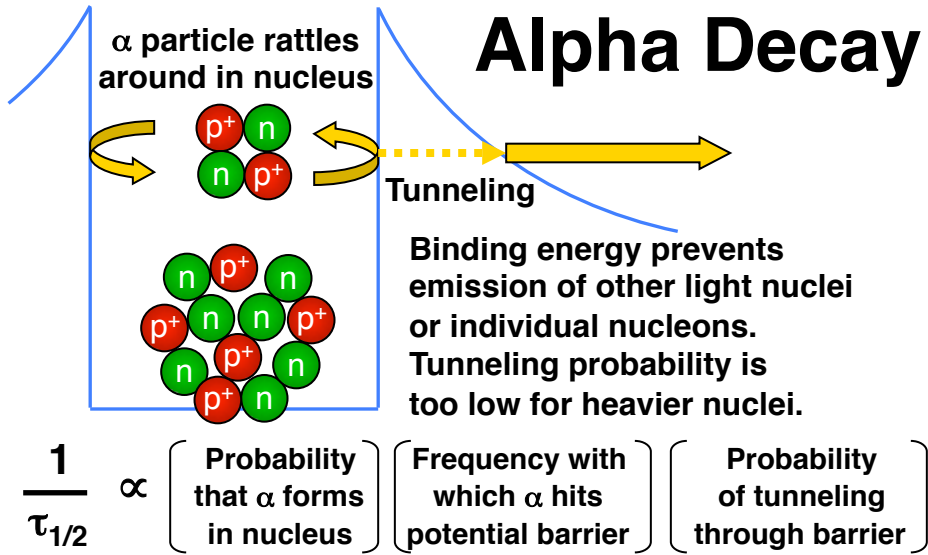 Alpha Decay
α particle rattles
around in nucleus
p⁺ n
n p⁺
Tunneling
Binding energy prevents
emission of other light nuclei
or individual nucleons.
Tunneling probability is
too low for heavier nuclei.
n p⁺ n
p⁺ n n p⁺
n p⁺ n
p⁺ n
1/τ1/2 ∝ (Probability that α forms in nucleus) (Frequency with which α hits potential barrier) (Probability of tunneling through barrier)